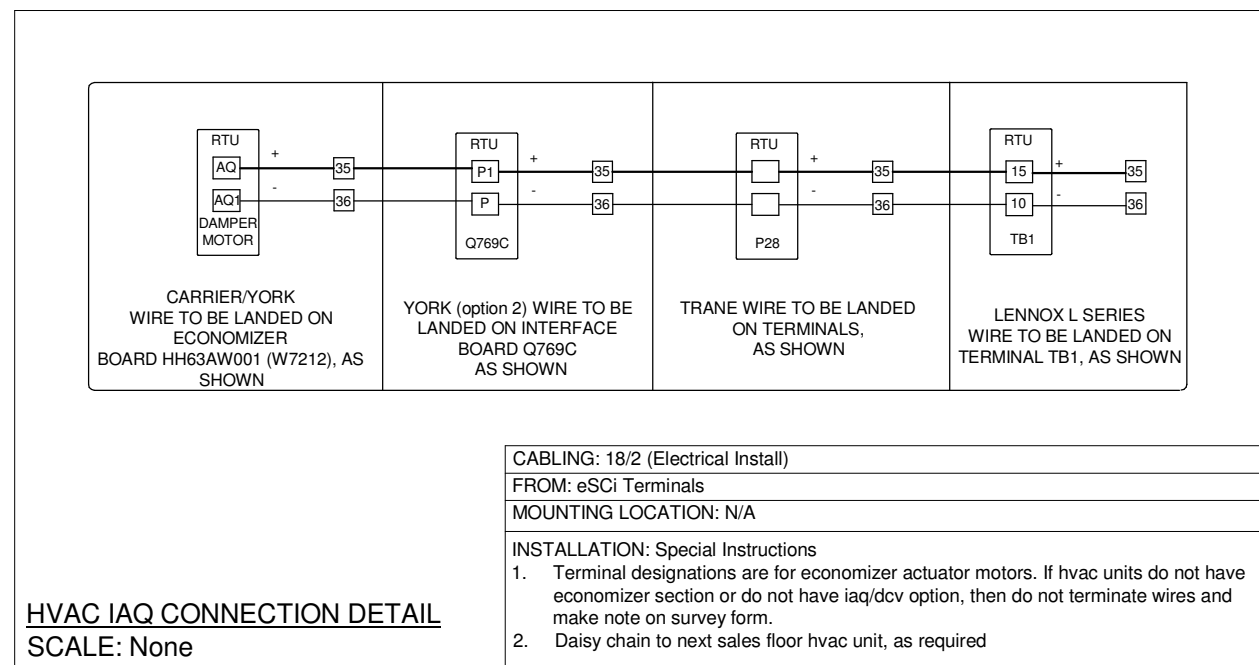 RTU
AQ
+
35
AQ1
-
36
DAMPER
MOTOR
CARRIER/YORK
WIRE TO BE LANDED ON
ECONOMIZER
BOARD HH63AW001 (W7212), AS
SHOWN
RTU
P1
+
35
P
-
36
Q769C
YORK (option 2) WIRE TO BE
LANDED ON INTERFACE
BOARD Q769C
AS SHOWN
RTU
+
35
-
36
P28
TRANE WIRE TO BE LANDED
ON TERMINALS,
AS SHOWN
RTU
15
+
35
10
-
36
TB1
LENNOX L SERIES
WIRE TO BE LANDED ON
TERMINAL TB1, AS SHOWN
CABLING: 18/2 (Electrical Install)
FROM: eSCi Terminals
MOUNTING LOCATION: N/A
INSTALLATION: Special Instructions
1. Terminal designations are for economizer actuator motors. If hvac units do not have
economizer section or do not have iaq/dcv option, then do not terminate wires and
make note on survey form.
2. Daisy chain to next sales floor hvac unit, as required
HVAC IAQ CONNECTION DETAIL
SCALE: None